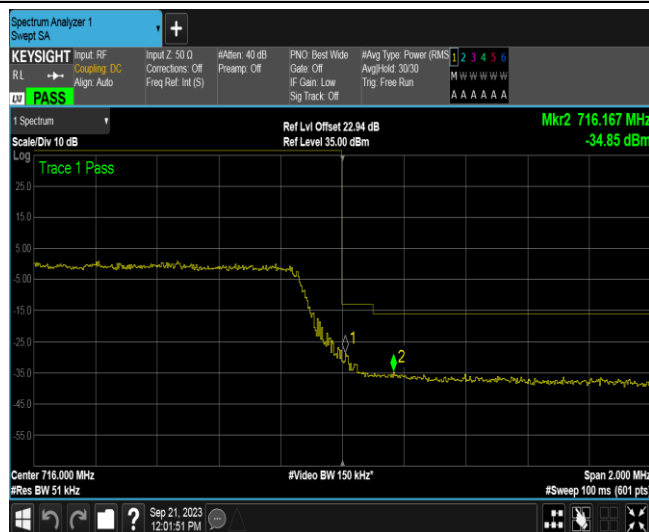 Spectrum Analyzer 1
Swept SA
+
KEYSIGHT Input: RF Input Z: 50 Ω #Atten: 40 dB PNO: Best Wide #Avg Type: Power (RMS 1 2 3 4 5 6
RL Coupling: DC Corrections: Off Preamp: Off Gate: Off Avg|Hold: 30/30 M W W W W W
Align: Auto Freq Ref: Int (S) IF Gain: Low Trig: Free Run
LXI PASS Sig Track: Off A A A A A A
1 Spectrum Ref Lvl Offset 22.94 dB Mkr2 716.167 MHz
Scale/Div 10 dB Ref Level 35.00 dBm -34.85 dBm
Log
Trace 1 Pass
25.0
15.0
5.00
-5.00
-15.0
-25.0
1
2
-35.0
-45.0
-55.0
Center 716.000 MHz #Video BW 150 kHz* Span 2.000 MHz
#Res BW 51 kHz #Sweep 100 ms (601 pts)
? Sep 21, 2023
12:01:51 PM